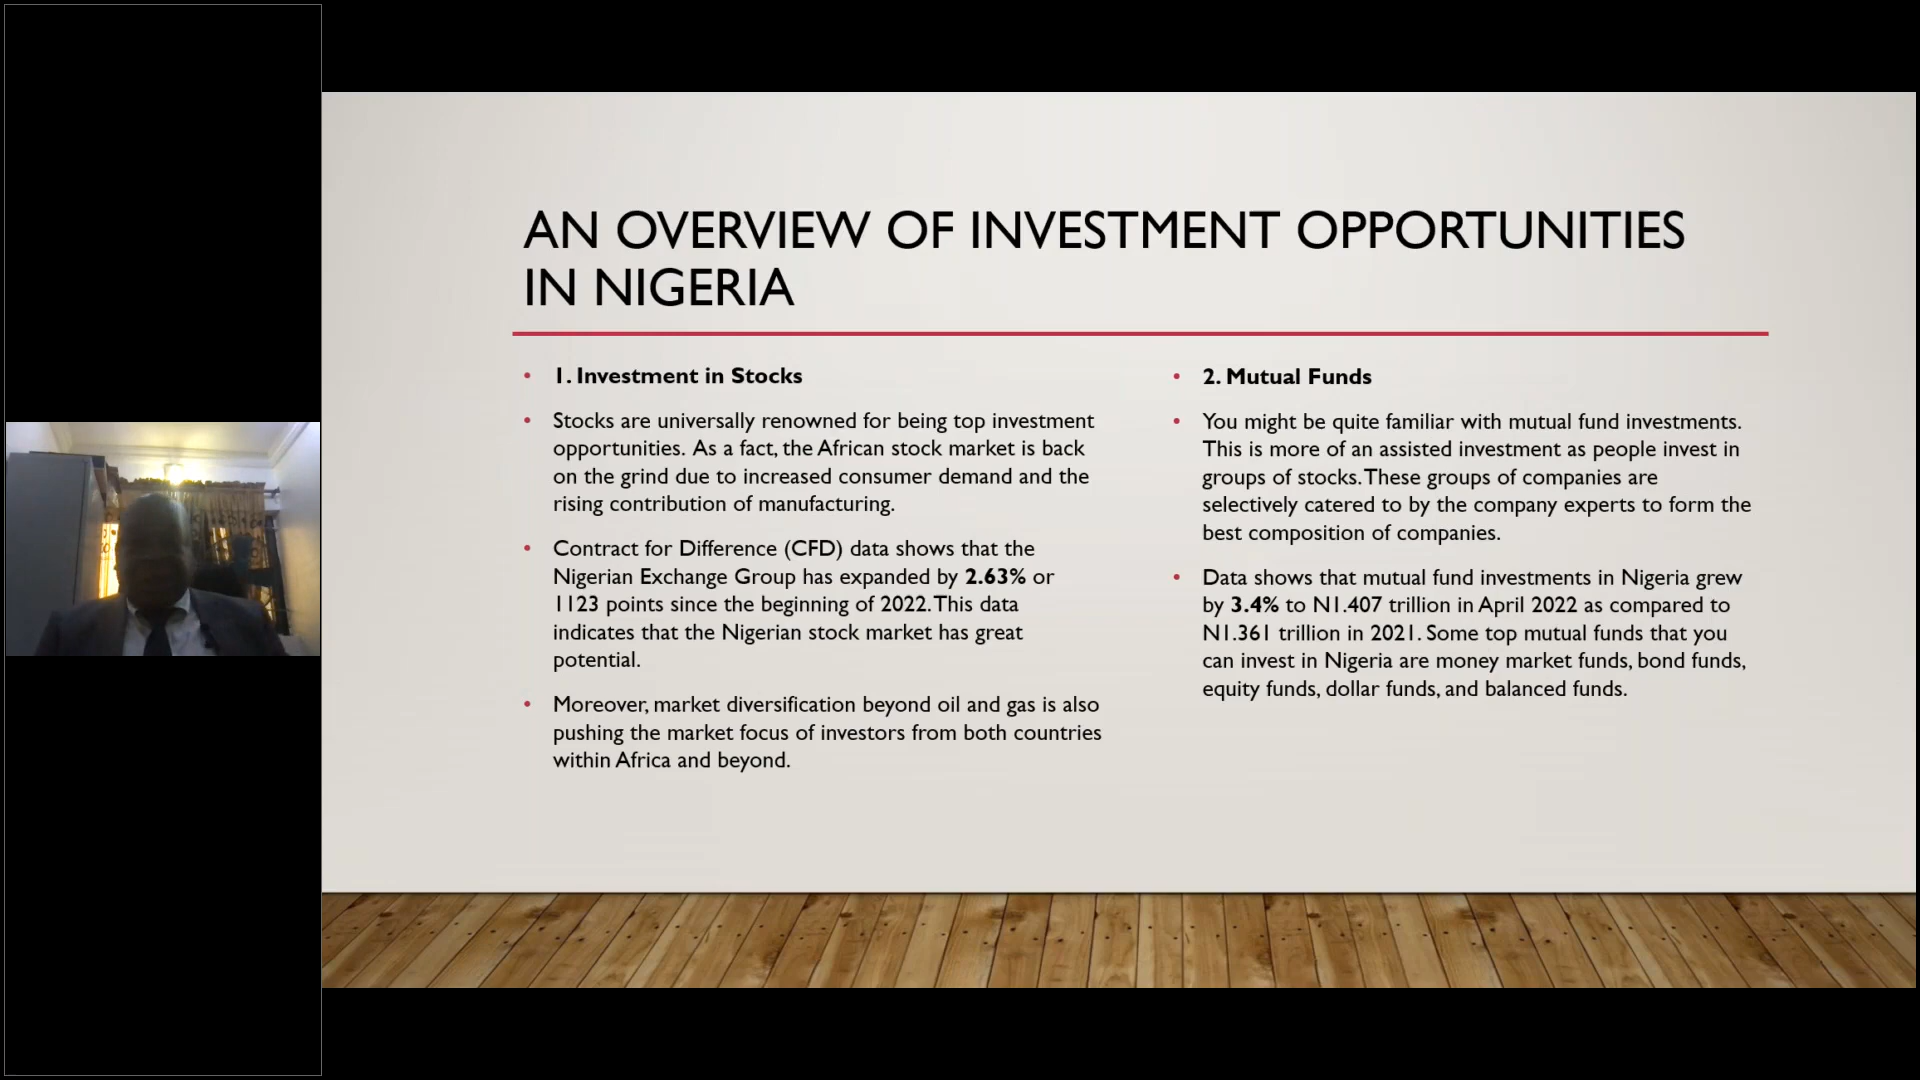 AN OVERVIEW OF INVESTMENT OPPORTUNITIES
IN NIGERIA
• 1. Investment in Stocks
• Stocks are universally renowned for being top investment
opportunities. As a fact, the African stock market is back
on the grind due to increased consumer demand and the
rising contribution of manufacturing.
• Contract for Difference (CFD) data shows that the
Nigerian Exchange Group has expanded by 2.63% or
1123 points since the beginning of 2022. This data
indicates that the Nigerian stock market has great
potential.
• Moreover, market diversification beyond oil and gas is also
pushing the market focus of investors from both countries
within Africa and beyond.
• 2. Mutual Funds
• You might be quite familiar with mutual fund investments.
This is more of an assisted investment as people invest in
groups of stocks. These groups of companies are
selectively catered to by the company experts to form the
best composition of companies.
• Data shows that mutual fund investments in Nigeria grew
by 3.4% to N1.407 trillion in April 2022 as compared to
N1.361 trillion in 2021. Some top mutual funds that you
can invest in Nigeria are money market funds, bond funds,
equity funds, dollar funds, and balanced funds.